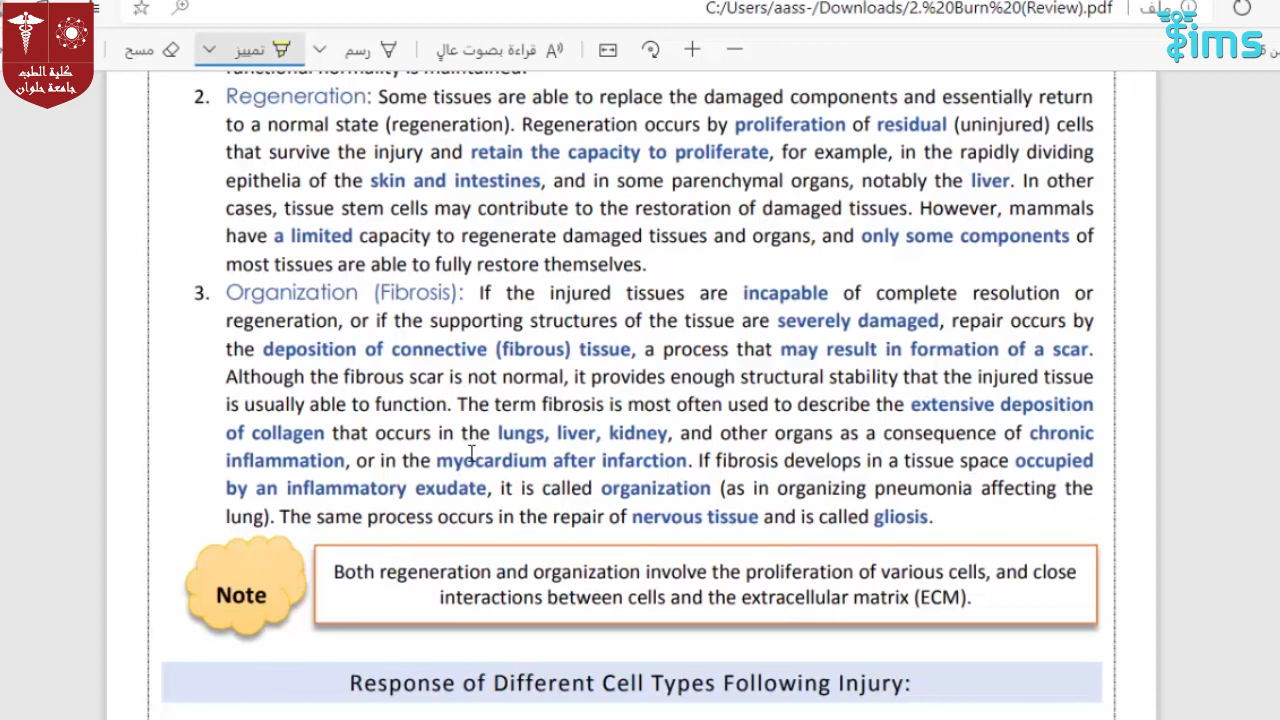 C:/Users/aass-/Downloads/2.%20Burn%20(Review).pdf
ملف
مسح
تمييز
رسم
قراءة بصوت عالٍ
كلية الطب
جامعة حلوان
ims
functional normality is maintained.
2. Regeneration: Some tissues are able to replace the damaged components and essentially return
to a normal state (regeneration). Regeneration occurs by proliferation of residual (uninjured) cells
that survive the injury and retain the capacity to proliferate, for example, in the rapidly dividing
epithelia of the skin and intestines, and in some parenchymal organs, notably the liver. In other
cases, tissue stem cells may contribute to the restoration of damaged tissues. However, mammals
have a limited capacity to regenerate damaged tissues and organs, and only some components of
most tissues are able to fully restore themselves.
3. Organization (Fibrosis): If the injured tissues are incapable of complete resolution or
regeneration, or if the supporting structures of the tissue are severely damaged, repair occurs by
the deposition of connective (fibrous) tissue, a process that may result in formation of a scar.
Although the fibrous scar is not normal, it provides enough structural stability that the injured tissue
is usually able to function. The term fibrosis is most often used to describe the extensive deposition
of collagen that occurs in the lungs, liver, kidney, and other organs as a consequence of chronic
inflammation, or in the myocardium after infarction. If fibrosis develops in a tissue space occupied
by an inflammatory exudate, it is called organization (as in organizing pneumonia affecting the
lung). The same process occurs in the repair of nervous tissue and is called gliosis.
Note
Both regeneration and organization involve the proliferation of various cells, and close
interactions between cells and the extracellular matrix (ECM).
Response of Different Cell Types Following Injury: